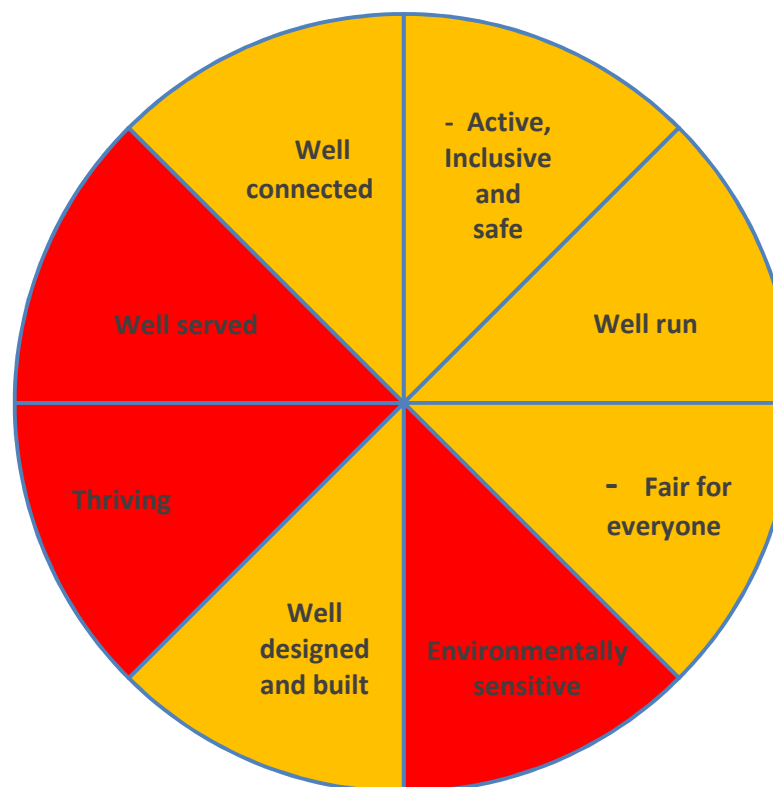 - Active,
Inclusive
and
safe
Well run
- Fair for
everyone
Environmentally
sensitive
Well
designed
and built
Thriving
Well served
Well
connected